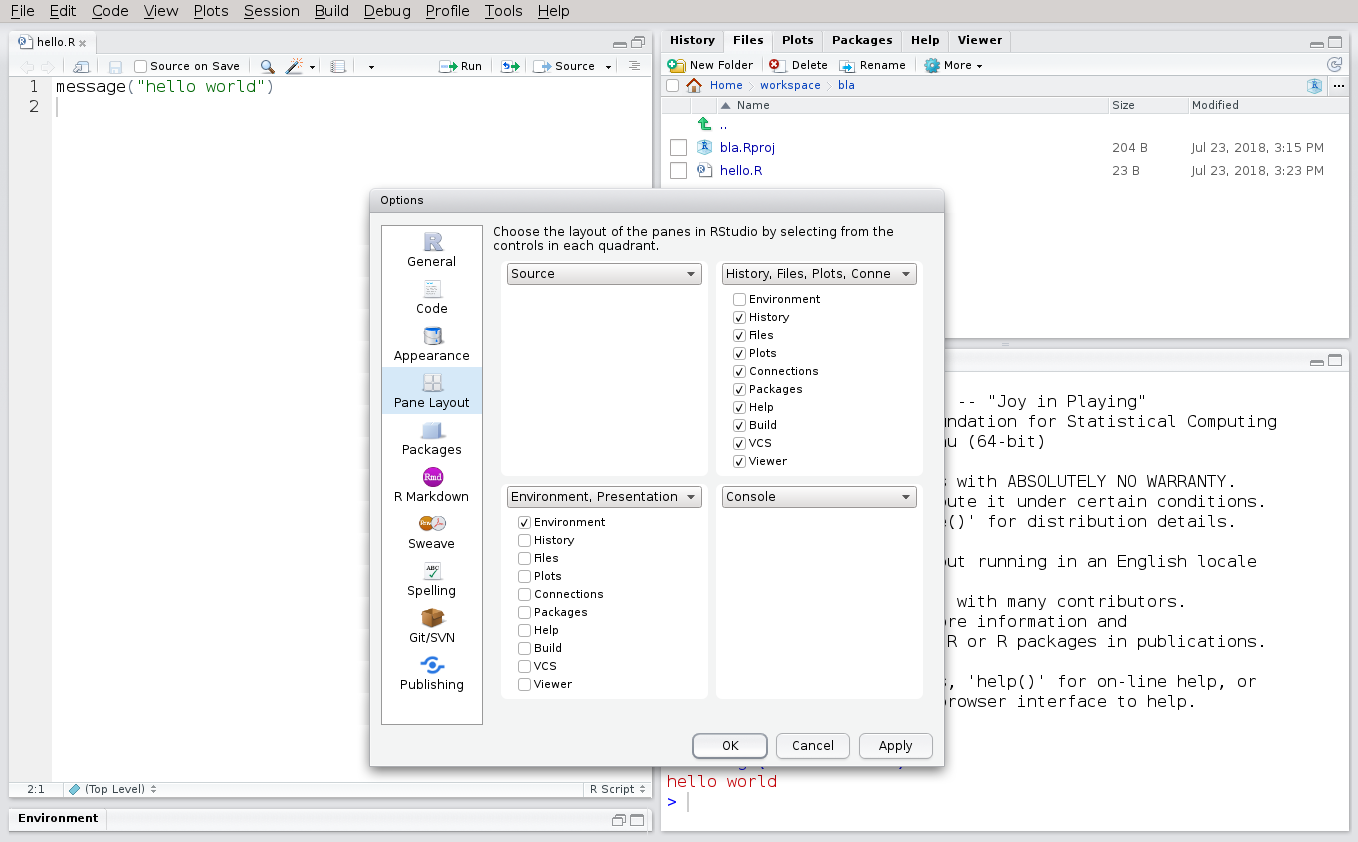 File Edit Code View Plots Session Build Debug Profile Tools Help
hello.R
Source on Save
Run
Source
1 message("hello world")
2
2:1
(Top Level)
R Script
Environment
History Files Plots Packages Help Viewer
New Folder Delete Rename More
Home workspace bla
Name Size Modified
..
bla.Rproj 204 B Jul 23, 2018, 3:15 PM
hello.R 23 B Jul 23, 2018, 3:23 PM
Options
General
Code
Appearance
Pane Layout
Packages
Rmd
R Markdown
Sweave
ABC
Spelling
Git/SVN
Publishing
Choose the layout of the panes in RStudio by selecting from the
controls in each quadrant.
Source
History, Files, Plots, Conne
Environment
History
Files
Plots
Connections
Packages
Help
Build
VCS
Viewer
Environment, Presentation
Environment
History
Files
Plots
Connections
Packages
Help
Build
VCS
Viewer
Console
OK Cancel Apply
-- "Joy in Playing"
ndation for Statistical Computing
(64-bit)
with ABSOLUTELY NO WARRANTY.
ute it under certain conditions.
()' for distribution details.
ut running in an English locale
with many contributors.
re information and
R or R packages in publications.
, 'help()' for on-line help, or
rowser interface to help.
hello world
>